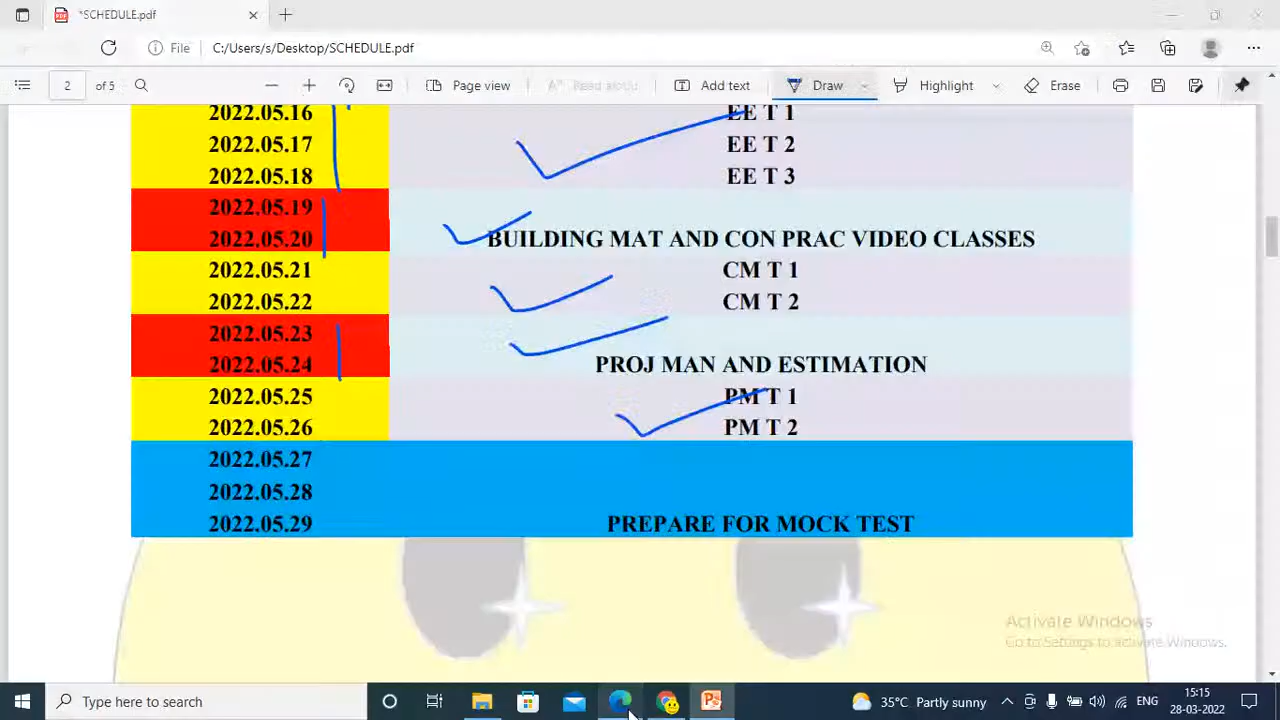 *SCHEDULE.pdf
File C:/Users/s/Desktop/SCHEDULE.pdf
2 of 5 Page view Read aloud Add text Draw Highlight Erase
2022.05.16 EE T 1
2022.05.17 EE T 2
2022.05.18 EE T 3
2022.05.19
2022.05.20 BUILDING MAT AND CON PRAC VIDEO CLASSES
2022.05.21 CM T 1
2022.05.22 CM T 2
2022.05.23
2022.05.24 PROJ MAN AND ESTIMATION
2022.05.25 PM T 1
2022.05.26 PM T 2
2022.05.27
2022.05.28
2022.05.29 PREPARE FOR MOCK TEST
Activate Windows
Go to Settings to activate Windows.
Type here to search 35°C Partly sunny ENG 15:15
28-03-2022